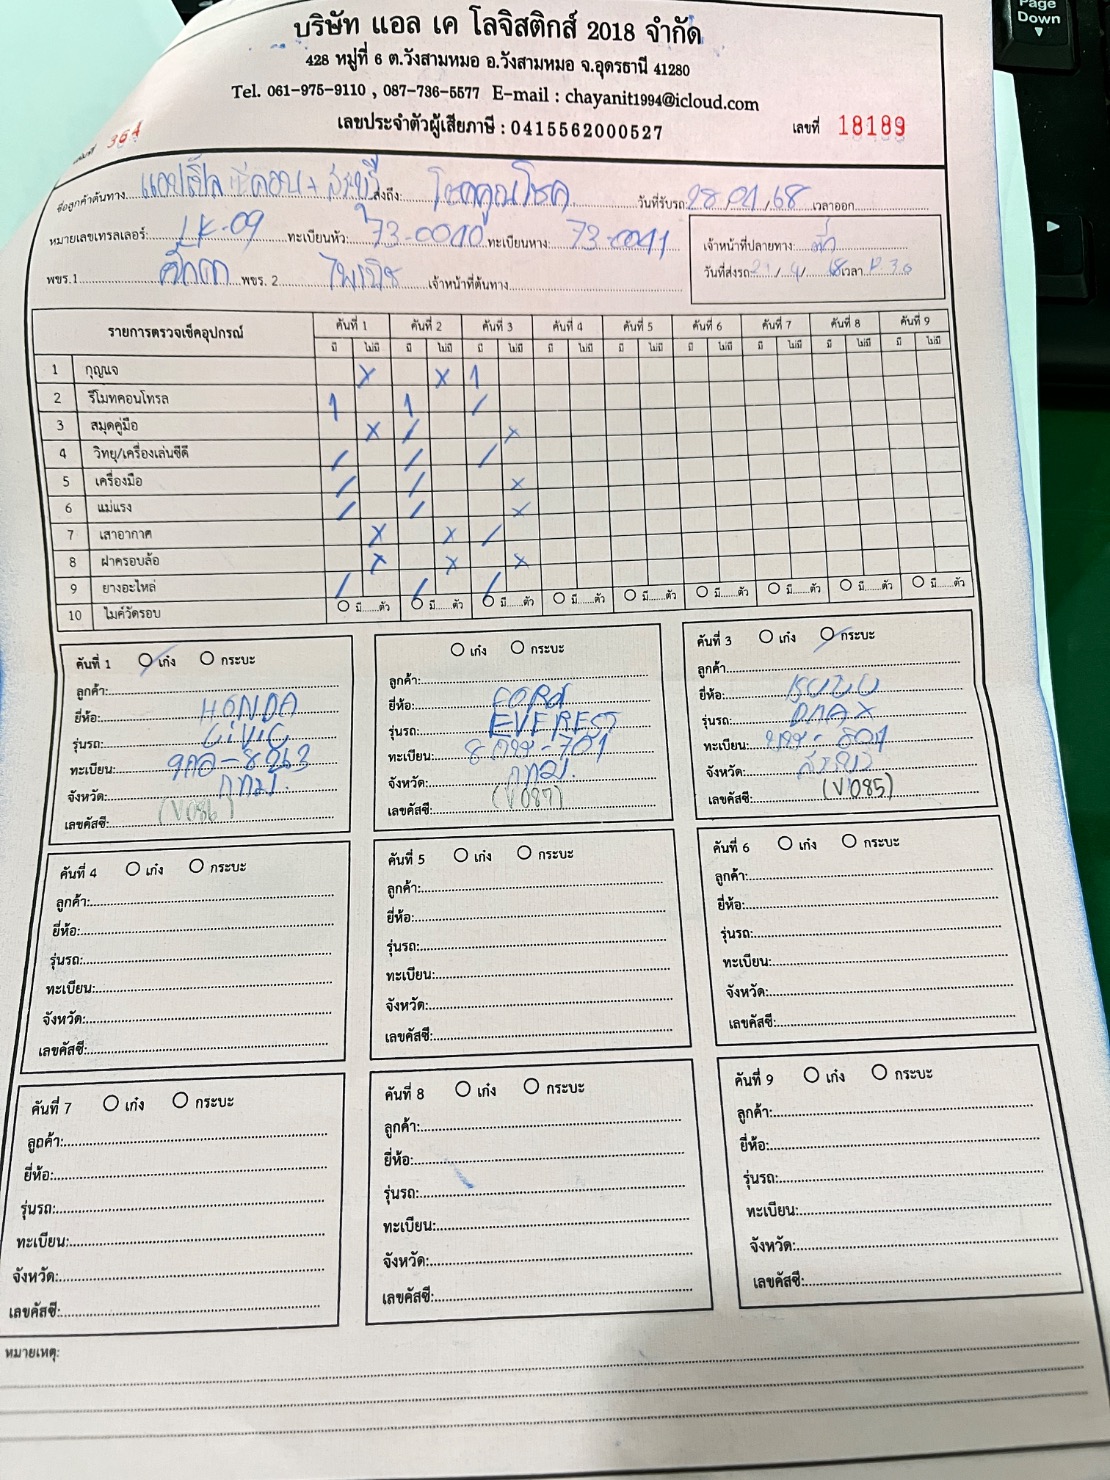 Page
Down
บริษัท แอล เค โลจิสติกส์ 2018 จำกัด
428 หมู่ที่ 6 ต.วังสามหมอ อ.วังสามหมอ จ.อุดรธานี 41280
Tel. 061-975-9110 , 087-736-5577 E-mail : chayanit1994@icloud.com
เลขประจำตัวผู้เสียภาษี : 0415562000527
เลขที่ 18189
364
ชื่อลูกค้าต้นทาง ส่งถึง: โชคคูณโชค วันที่รับรถ 28 / 04 / 68 เวลาออก
หมายเลขเทรลเลอร์: LK-09 ทะเบียนหัว: 73-0040 ทะเบียนหาง: 73-0041
เจ้าหน้าที่ปลายทาง:
พขร.1 พขร. 2 ไพนิช เจ้าหน้าที่ต้นทาง:
วันที่ส่งรถ: เวลา
รายการตรวจเช็คอุปกรณ์ คันที่ 1 คันที่ 2 คันที่ 3 คันที่ 4 คันที่ 5 คันที่ 6 คันที่ 7 คันที่ 8 คันที่ 9
มี ไม่มี มี ไม่มี มี ไม่มี มี ไม่มี มี ไม่มี มี ไม่มี มี ไม่มี มี ไม่มี มี ไม่มี
1 กุญแจ X X 1
2 รีโมทคอนโทรล 1 1 /
3 สมุดคู่มือ X / X
4 วิทยุ/เครื่องเล่นซีดี / / /
5 เครื่องมือ / / X
6 แม่แรง / / X
7 เสาอากาศ X X /
8 ฝาครอบล้อ X X X
9 ยางอะไหล่ / / /
10 ไมค์วัดรอบ มี......ตัว มี......ตัว มี......ตัว มี......ตัว มี......ตัว มี......ตัว มี......ตัว มี......ตัว มี......ตัว
คันที่ 1 เก๋ง กระบะ
ลูกค้า:
ยี่ห้อ: HONDA
รุ่นรถ: CIVIC
ทะเบียน:
จังหวัด: กทม.
เลขคัสซี: (V086)
เก๋ง กระบะ
ลูกค้า:
ยี่ห้อ: FORD
รุ่นรถ: EVEREST
ทะเบียน:
จังหวัด: กทม.
เลขคัสซี: (V087)
คันที่ 3 เก๋ง กระบะ
ลูกค้า
ยี่ห้อ: ISUZU
รุ่นรถ: DMAX
ทะเบียน:
จังหวัด: สระบุรี
เลขคัสซี: (V085)
คันที่ 4 เก๋ง กระบะ
ลูกค้า:
ยี่ห้อ:
รุ่นรถ:
ทะเบียน:
จังหวัด:
เลขคัสซี:
คันที่ 5 เก๋ง กระบะ
ลูกค้า:
ยี่ห้อ:
รุ่นรถ:
ทะเบียน:
จังหวัด:
เลขคัสซี:
คันที่ 6 เก๋ง กระบะ
ลูกค้า:
ยี่ห้อ:
รุ่นรถ:
ทะเบียน:
จังหวัด:
เลขคัสซี:
คันที่ 7 เก๋ง กระบะ
ลูกค้า:
ยี่ห้อ:
รุ่นรถ:
ทะเบียน:
จังหวัด:
เลขคัสซี:
คันที่ 8 เก๋ง กระบะ
ลูกค้า:
ยี่ห้อ:
รุ่นรถ:
ทะเบียน:
จังหวัด:
เลขคัสซี:
คันที่ 9 เก๋ง กระบะ
ลูกค้า:
ยี่ห้อ:
รุ่นรถ:
ทะเบียน:
จังหวัด:
เลขคัสซี:
หมายเหตุ: